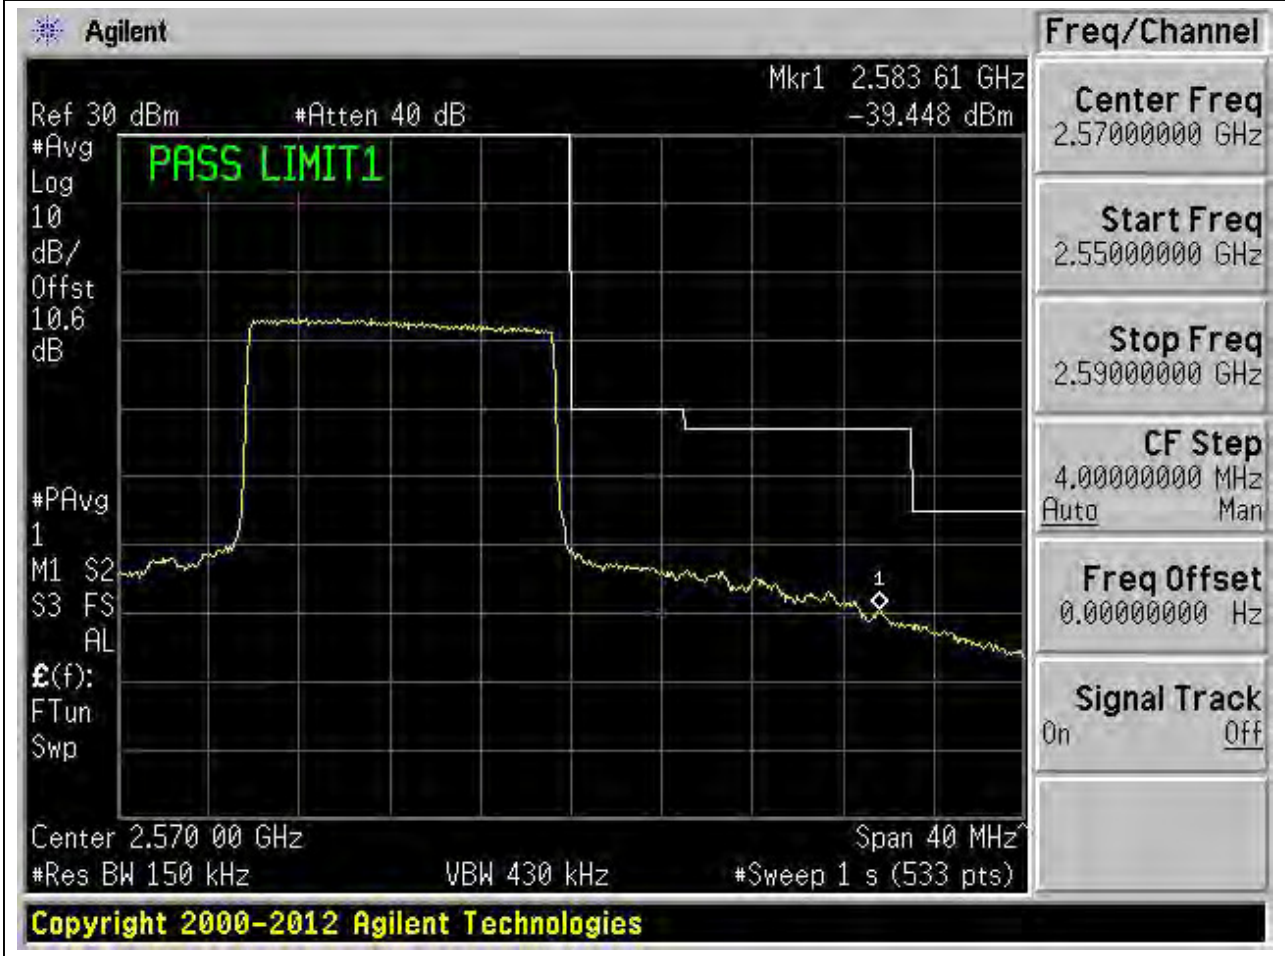 Agilent
Freq/Channel
Mkr1 2.583 61 GHz
Ref 30 dBm #Atten 40 dB -39.448 dBm
#Avg
Log
10
dB/
Offst
10.6
dB
PASS LIMIT1
#PAvg
1
M1 S2
S3 FS
AL
£(f):
FTun
Swp
1
Center 2.570 00 GHz Span 40 MHz^
#Res BW 150 kHz VBW 430 kHz #Sweep 1 s (533 pts)
Center Freq
2.57000000 GHz
Start Freq
2.55000000 GHz
Stop Freq
2.59000000 GHz
CF Step
4.00000000 MHz
Auto Man
Freq Offset
0.00000000 Hz
Signal Track
On Off
Copyright 2000-2012 Agilent Technologies